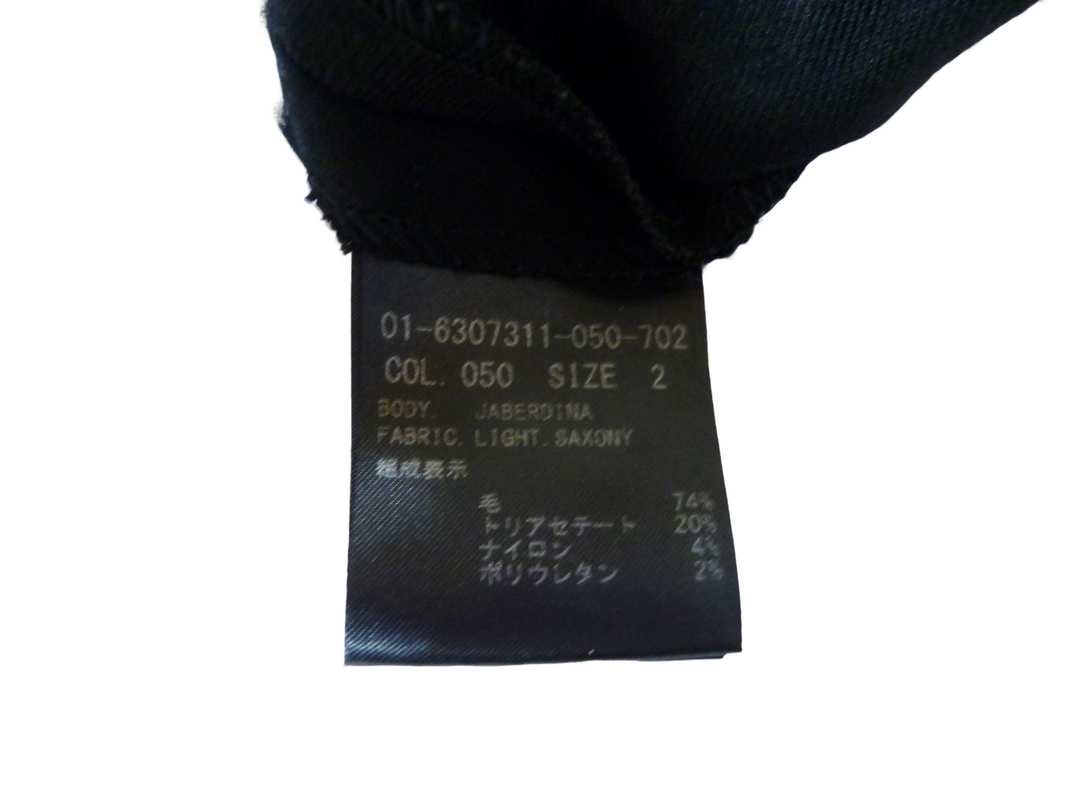 01-6307311-050-702
COL. 050 SIZE 2
BODY. JABERDINA
FABRIC. LIGHT.SAXONY
組成表示
毛 74%
トリアセテート 20%
ナイロン 4%
ポリウレタン 2%